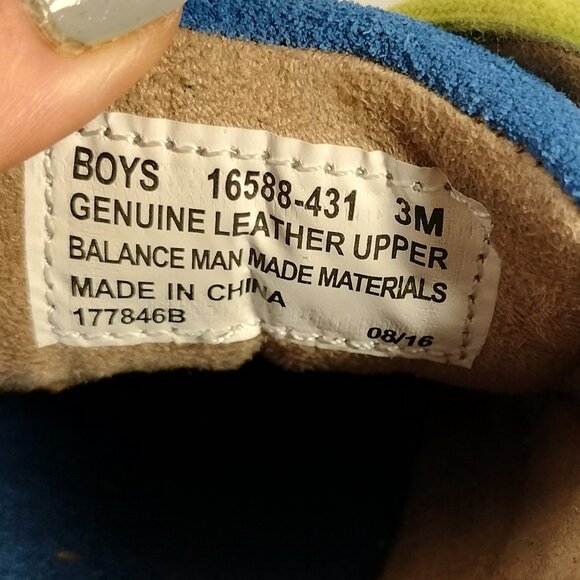 BOYS 16588-431 3M
GENUINE LEATHER UPPER
BALANCE MAN MADE MATERIALS
MADE IN CHINA
177846B 08/16